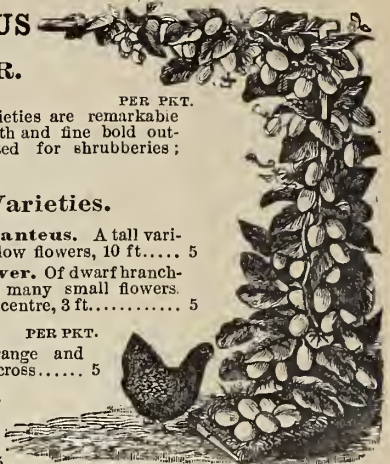 US
R.
PER PKT.
ieties are remarkable
th and fine bold out-
ted for shrubberies;
Varieties.
anteus. A tall vari-
low flowers, 10 ft..... 5
ver. Of dwarf hranch-
many small flowers.
centre, 3 ft............ 5
PER PKT.
ange and
cross...... 5